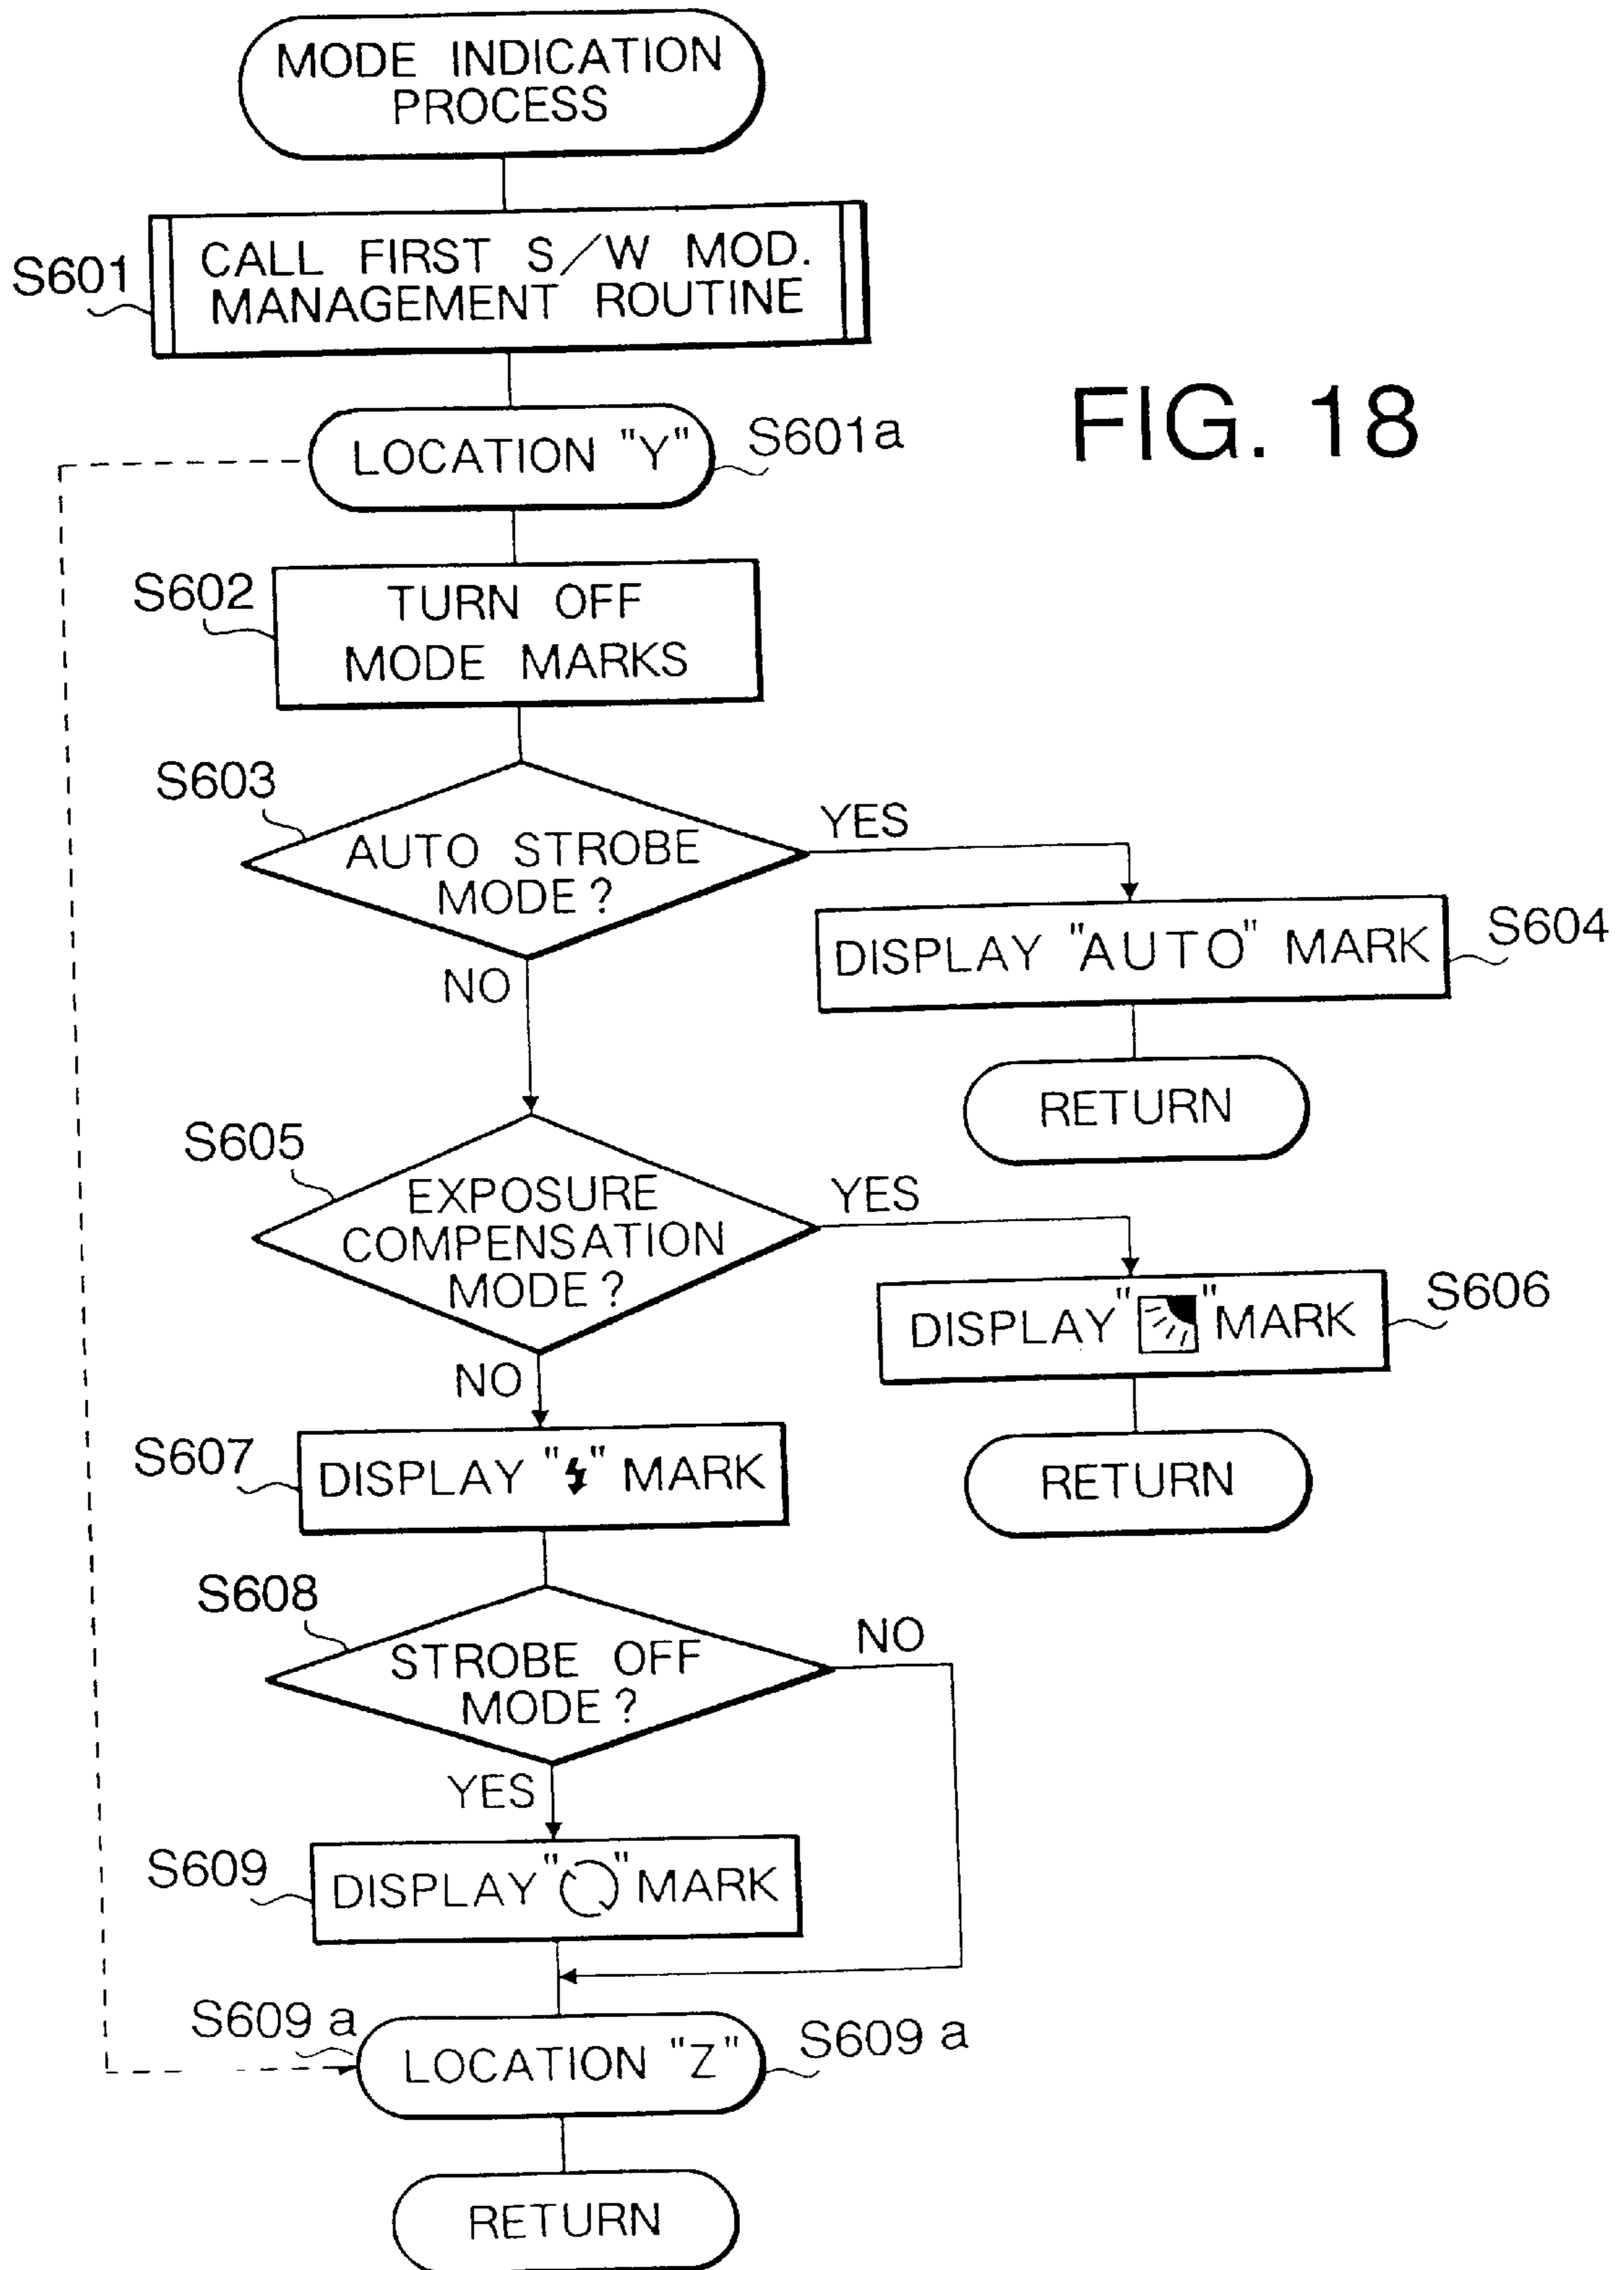 MODE INDICATION
PROCESS
S601
CALL FIRST S/W MOD.
MANAGEMENT ROUTINE
FIG. 18
LOCATION "Y"
S601a
S602
TURN OFF
MODE MARKS
S603
AUTO STROBE
MODE?
YES
NO
DISPLAY "AUTO" MARK
S604
RETURN
S605
EXPOSURE
COMPENSATION
MODE?
YES
NO
DISPLAY " " MARK
S606
RETURN
S607
DISPLAY "⚡" MARK
S608
STROBE OFF
MODE?
NO
YES
S609
DISPLAY " " MARK
S609a
LOCATION "Z"
S609a
RETURN